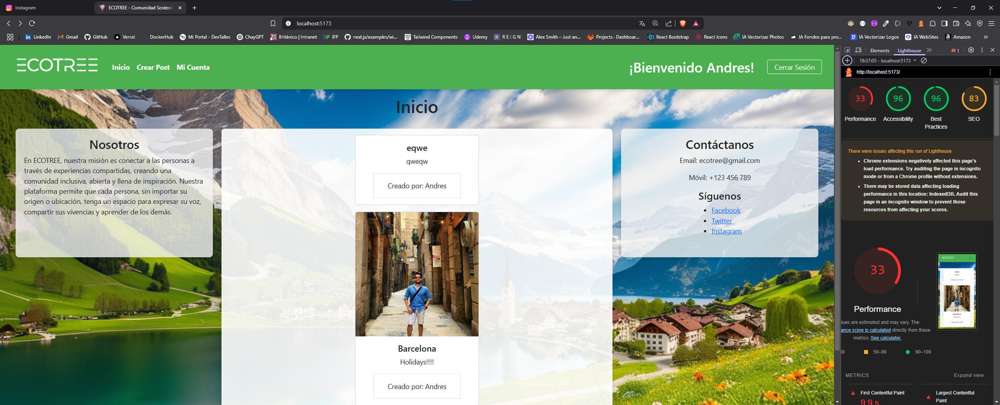 Instagram
ECOTREE - Comunidad Sosteni
localhost:5173
LinkedIn
Gmail
GitHub
Vercel
DockerHub
Mi Portal - DevTalles
ChayGPT
Británico | Intranet
IFP
next.js/examples/wi...
Tailwind Components
Udemy
R E ! G N
Alex Smith – Just an...
Projects · Dashboar...
React Bootstrap
React Icons
IA Vectorizar Photos
IA Fondos para pro...
IA Vectorizar Logos
IA WebSites
Amazon
ECOTREE
Inicio
Crear Post
Mi Cuenta
¡Bienvenido Andres!
Cerrar Sesión
Inicio
Nosotros
En ECOTREE, nuestra misión es conectar a las personas a
través de experiencias compartidas, creando una
comunidad inclusiva, abierta y llena de inspiración. Nuestra
plataforma permite que cada persona, sin importar su
origen o ubicación, tenga un espacio para expresar su voz,
compartir sus vivencias y aprender de los demás.
eqwe
qweqw
Creado por: Andres
Barcelona
Holidays!!!!
Creado por: Andres
Contáctanos
Email: ecotree@gmail.com
Móvil: +123 456 789
Síguenos
Facebook
Twitter
Instagram
Elements
Lighthouse
1
18:37:05 - localhost:5173
http://localhost:5173/
33
96
96
83
Performance
Accessibility
Best
Practices
SEO
There were issues affecting this run of Lighthouse:
Chrome extensions negatively affected this page's
load performance. Try auditing the page in incognito
mode or from a Chrome profile without extensions.
There may be stored data affecting loading
performance in this location: IndexedDB. Audit this
page in an incognito window to prevent those
resources from affecting your scores.
33
Performance
lues are estimated and may vary. The
ance score is calculated directly from these
metrics. See calculator.
49
50–89
90–100
ECOTREE
eqwe
Creado por: Andres
Barcelona
Holidays!!!!
Creado por: Andres
METRICS
Expand view
First Contentful Paint
9.9 s
Largest Contentful
Paint